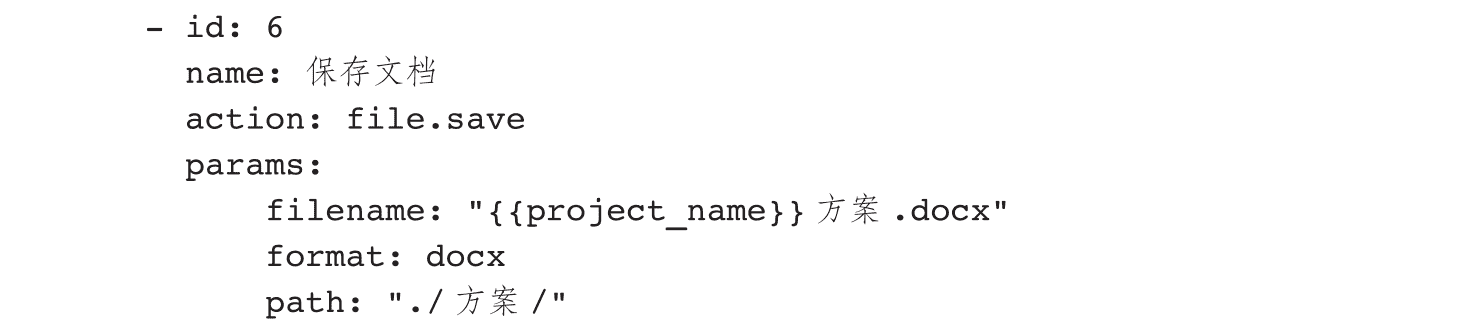 - id: 6
  name: 保存文档
  action: file.save
  params:
      filename: "{{project_name}}方案.docx"
      format: docx
      path: "./方案/"